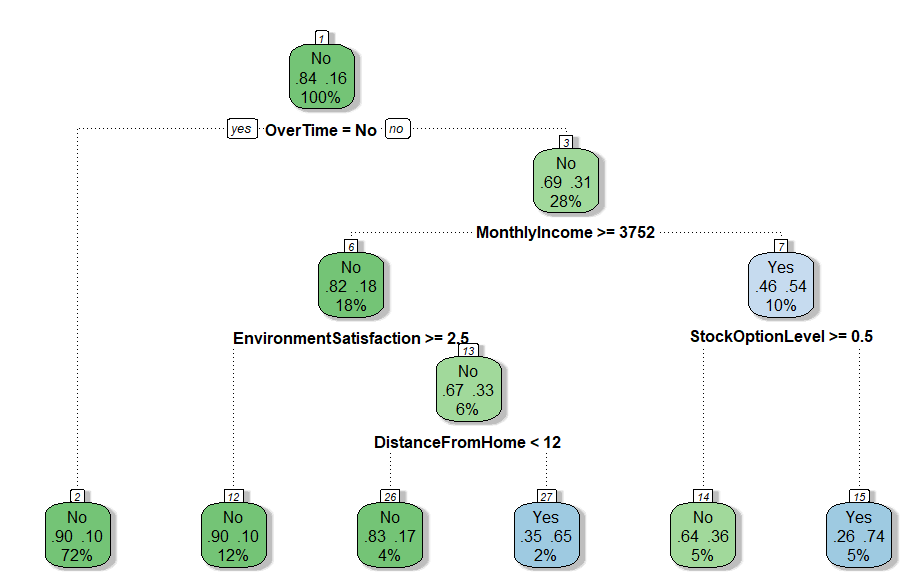 1
No
.84 .16
100%
yes OverTime = No no
3
No
.69 .31
28%
MonthlyIncome >= 3752
6
No
.82 .18
18%
7
Yes
.46 .54
10%
EnvironmentSatisfaction >= 2.5
StockOptionLevel >= 0.5
13
No
.67 .33
6%
DistanceFromHome < 12
2
No
.90 .10
72%
12
No
.90 .10
12%
26
No
.83 .17
4%
27
Yes
.35 .65
2%
14
No
.64 .36
5%
15
Yes
.26 .74
5%